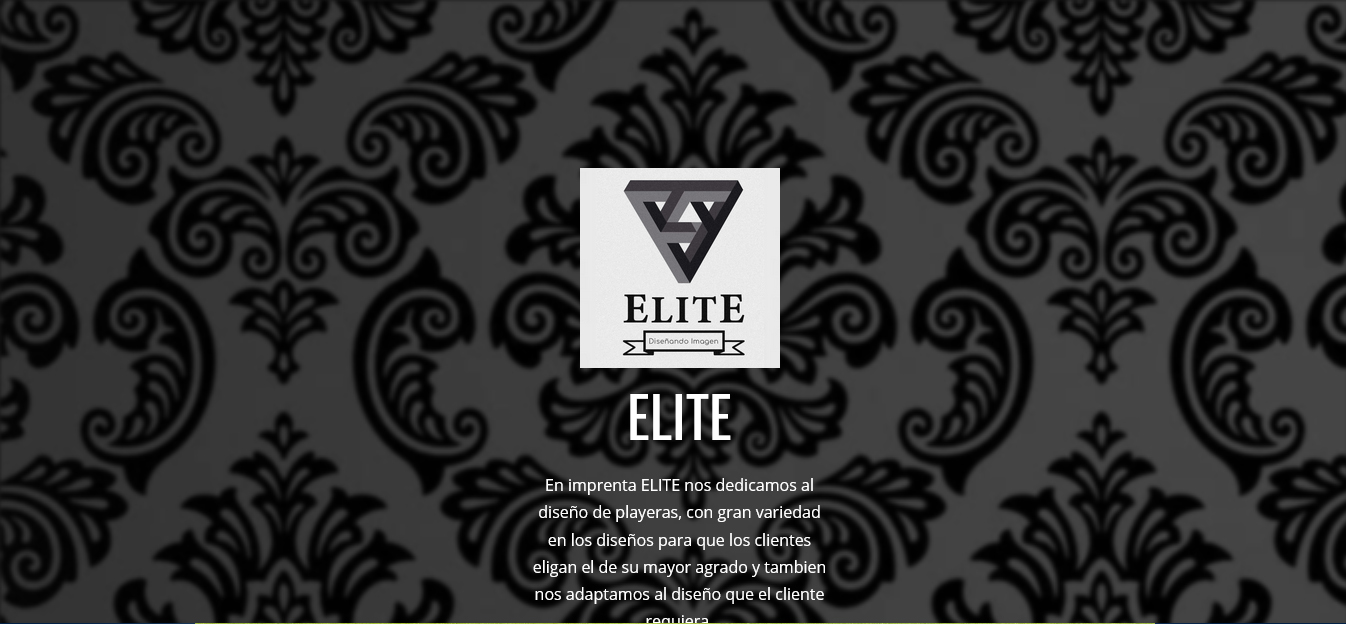 ELITE
Diseñando Imagen
ELITE
En imprenta ELITE nos dedicamos al
diseño de playeras, con gran variedad
en los diseños para que los clientes
eligan el de su mayor agrado y tambien
nos adaptamos al diseño que el cliente
requiera